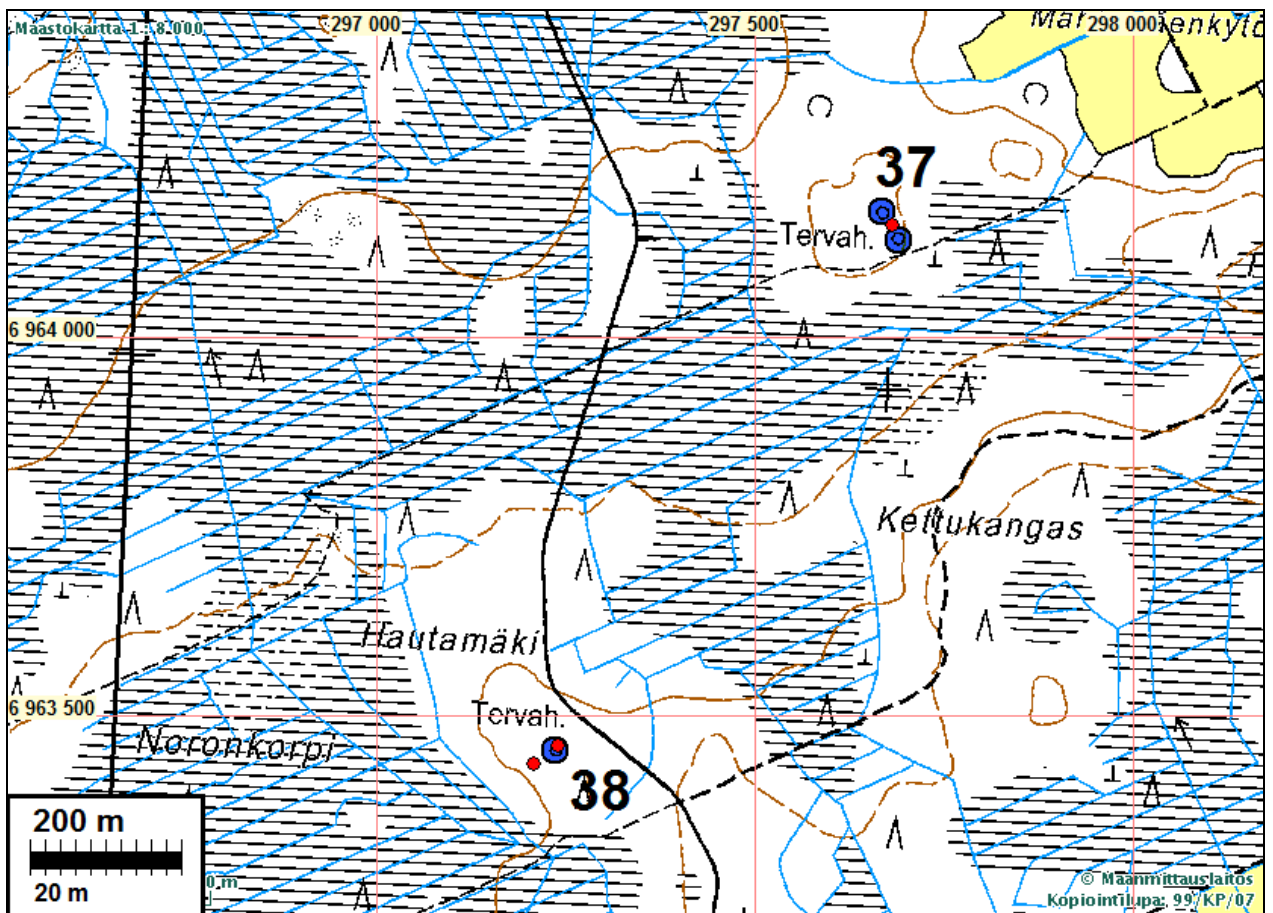 Maastokartta 1 : 8 000
297 000
297 500
298 000
37
Tervah.
6 964 000
Kettukangas
Hautamäki
6 963 500
Tervah.
Noronkorpi
38
200 m
20 m
© Maanmittauslaitos
Kopiointilupa: 99/KP/07